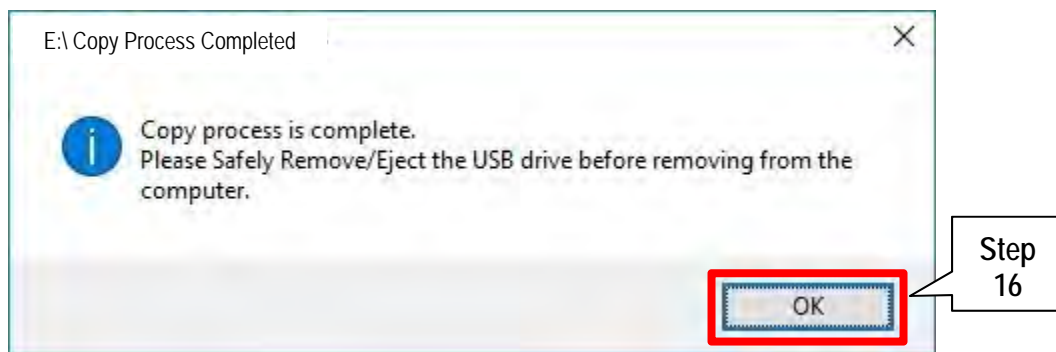 E:\ Copy Process Completed
Copy process is complete.
Please Safely Remove/Eject the USB drive before removing from the
computer.
OK
Step
16